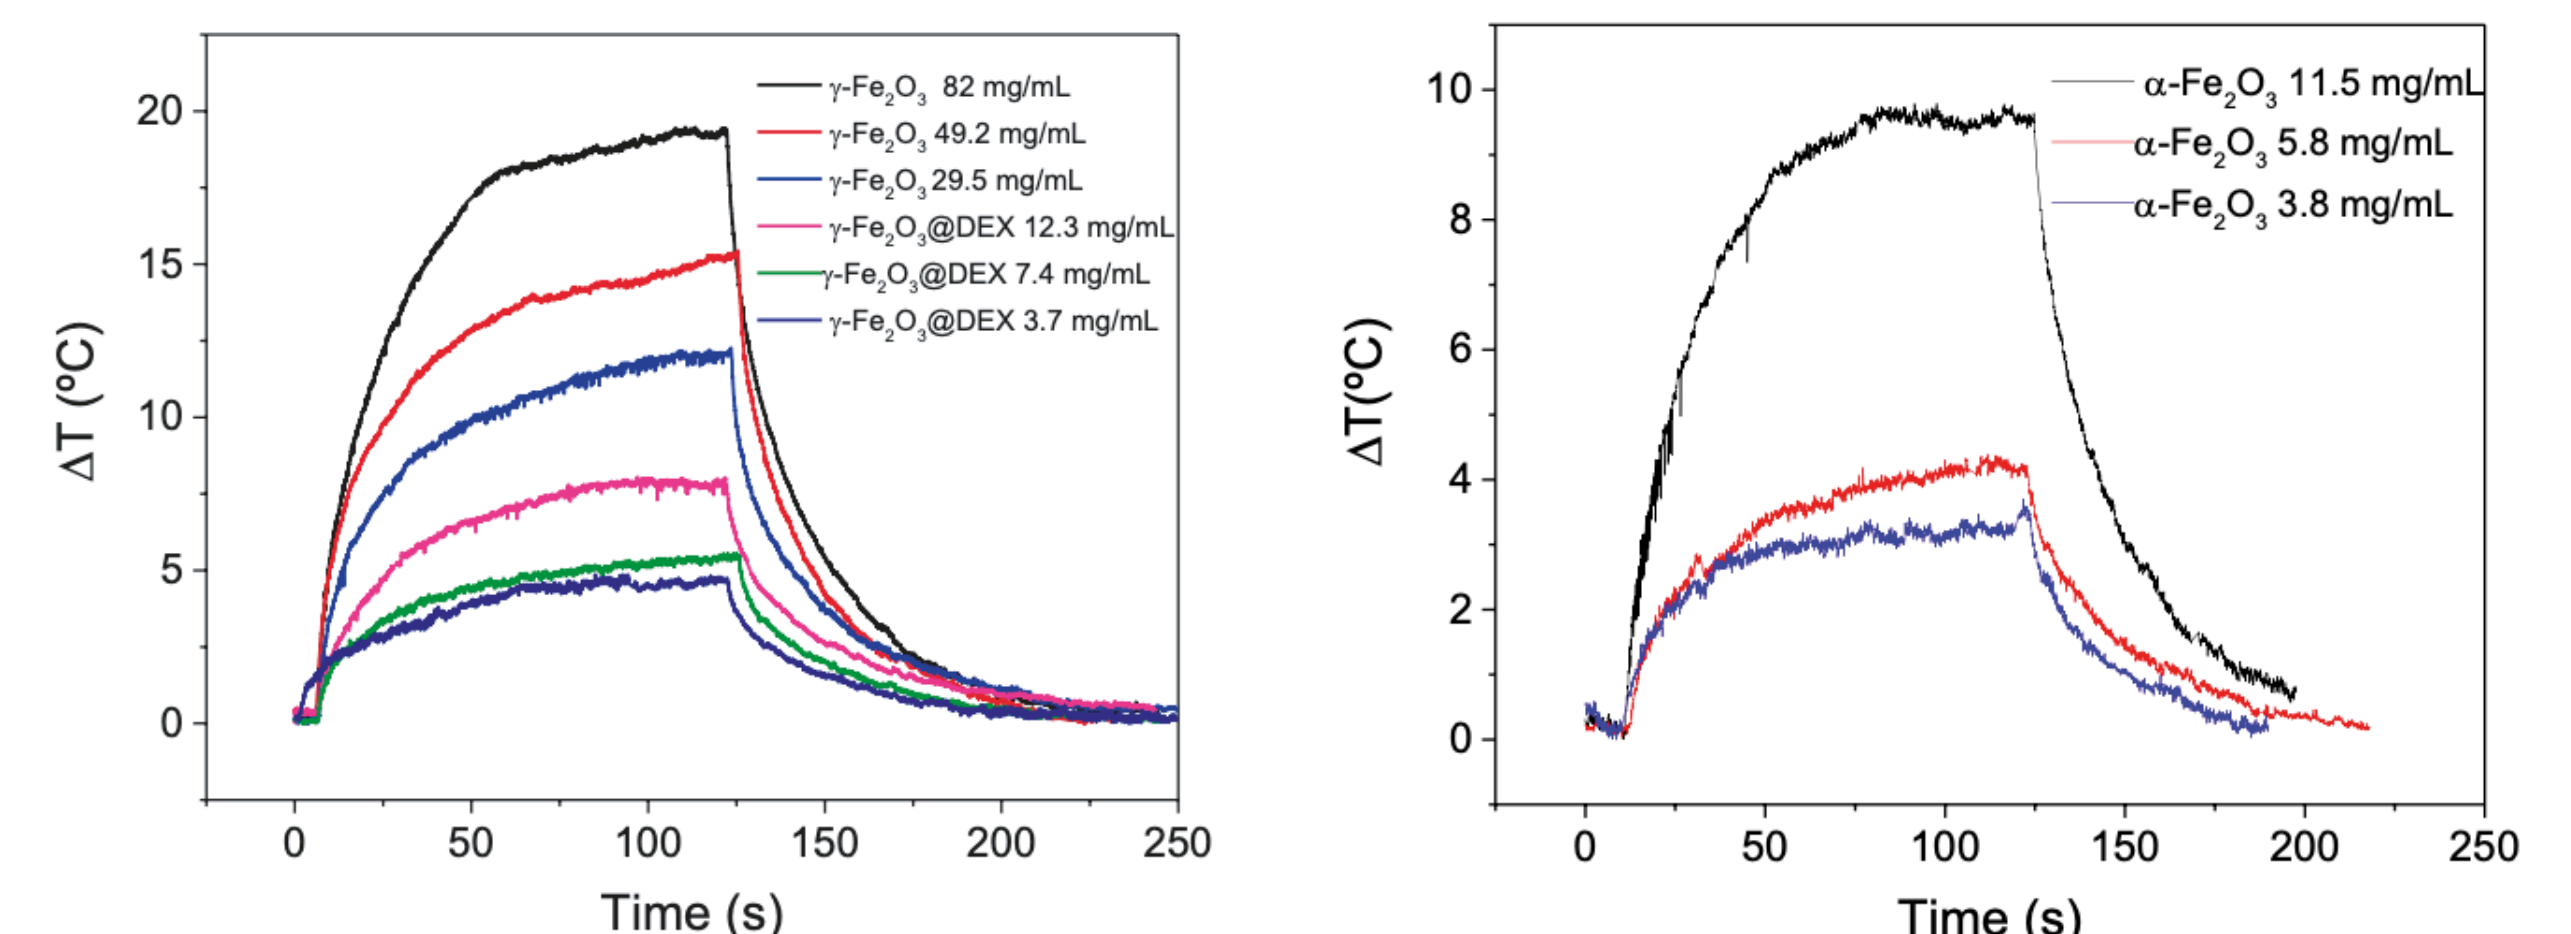 ΔT (ºC)
20
15
10
5
0
γ-Fe₂O₃ 82 mg/mL
γ-Fe₂O₃ 49.2 mg/mL
γ-Fe₂O₃ 29.5 mg/mL
γ-Fe₂O₃@DEX 12.3 mg/mL
γ-Fe₂O₃@DEX 7.4 mg/mL
γ-Fe₂O₃@DEX 3.7 mg/mL
0 50 100 150 200 250
Time (s)
ΔT(ºC)
10
8
6
4
2
0
α-Fe₂O₃ 11.5 mg/mL
α-Fe₂O₃ 5.8 mg/mL
α-Fe₂O₃ 3.8 mg/mL
0 50 100 150 200 250
Time (s)